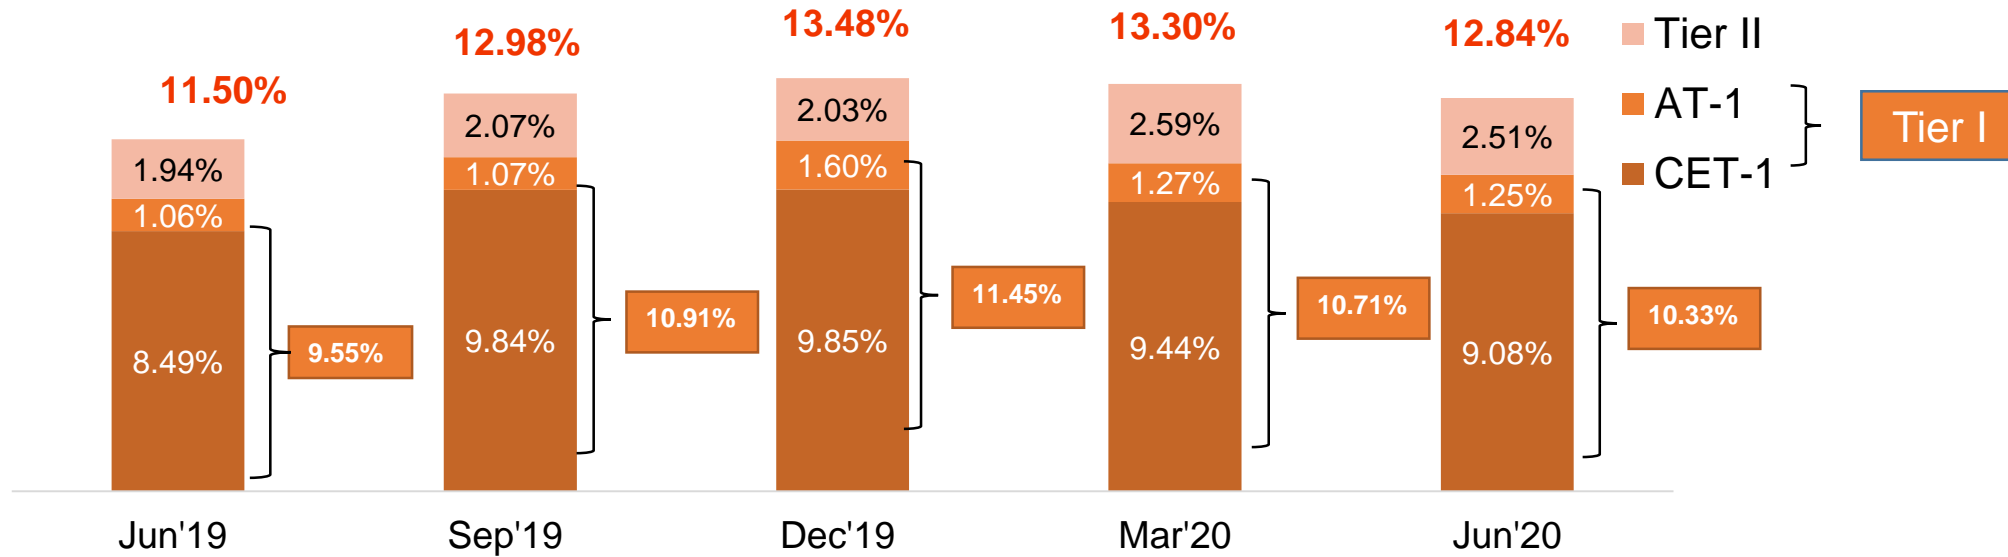 11.50%
12.98%
13.48%
13.30%
12.84%
Tier II
AT-1
CET-1
Tier I
1.94%
2.07%
2.03%
2.59%
2.51%
1.06%
1.07%
1.60%
1.27%
1.25%
8.49%
9.84%
9.85%
9.44%
9.08%
9.55%
10.91%
11.45%
10.71%
10.33%
Jun'19
Sep'19
Dec'19
Mar'20
Jun'20